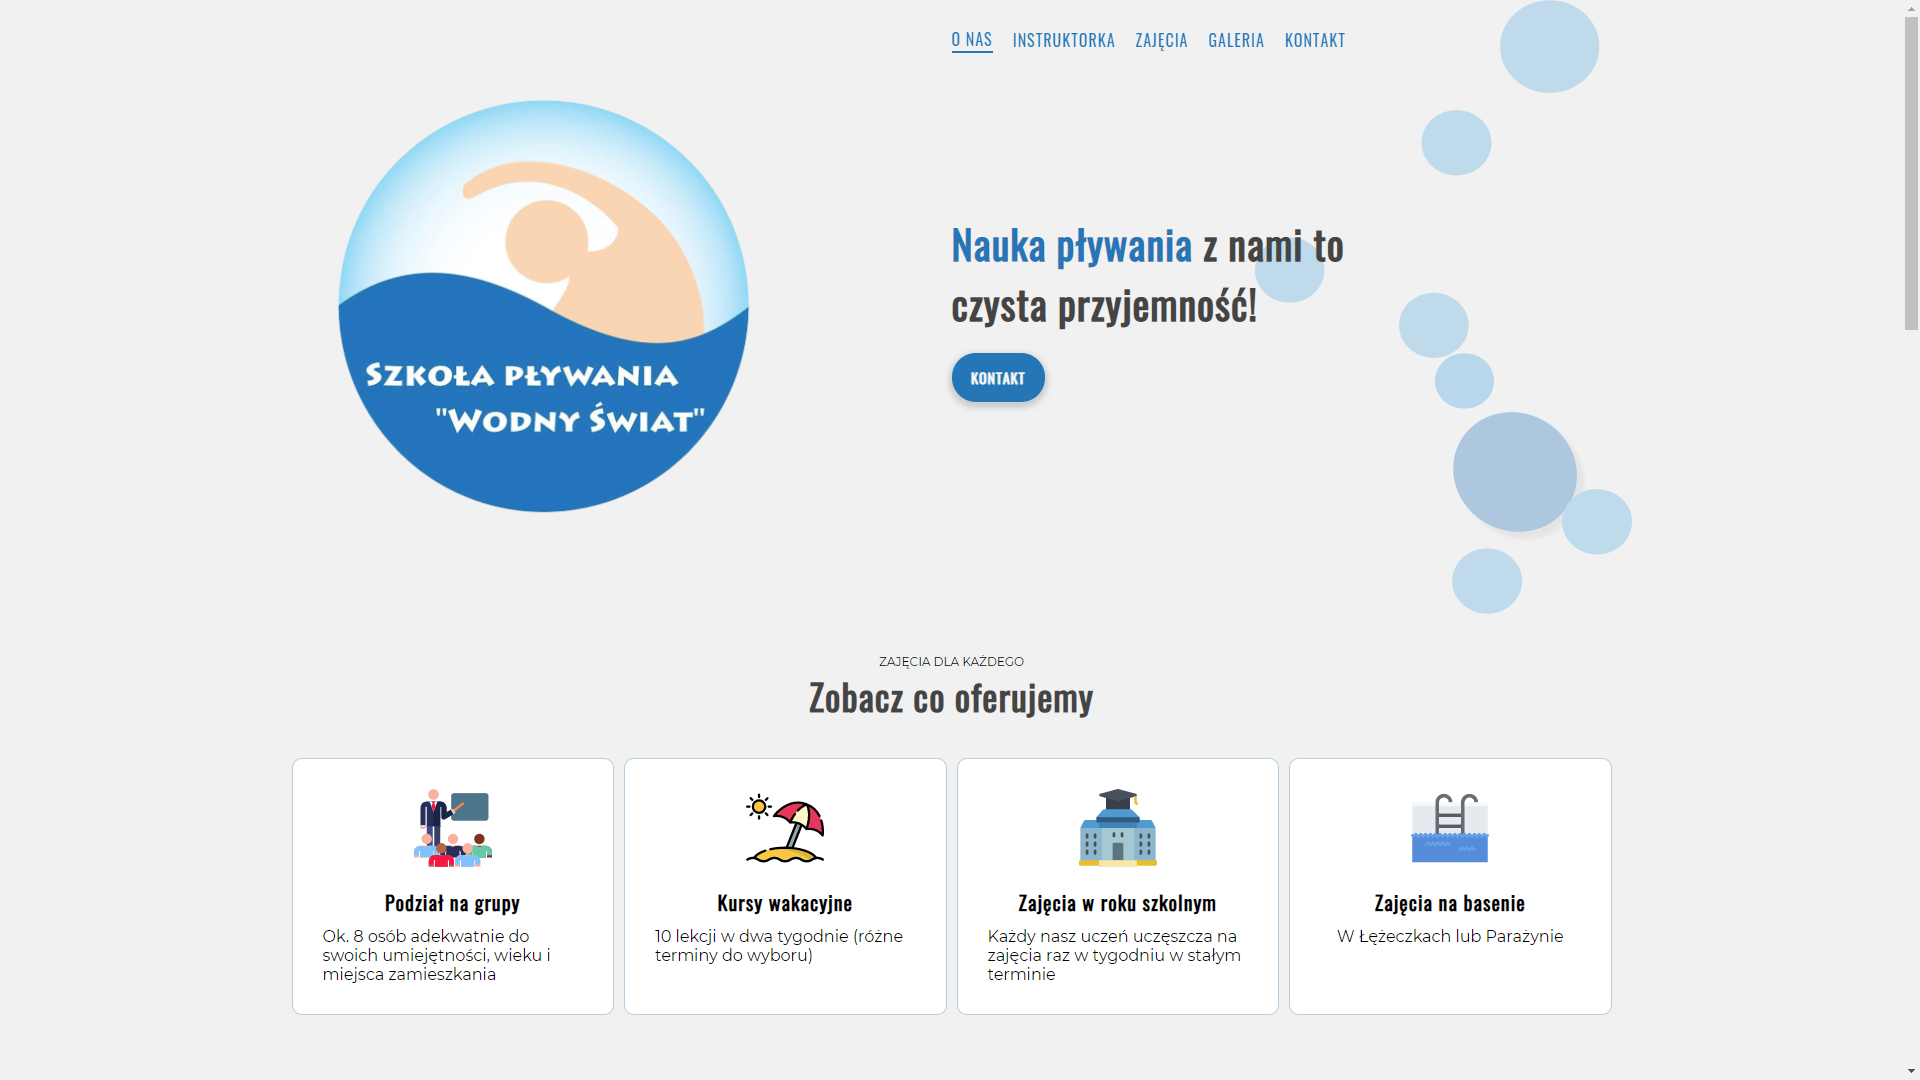 O NAS INSTRUKTORKA ZAJĘCIA GALERIA KONTAKT
SZKOŁA PŁYWANIA
"WODNY ŚWIAT"
Nauka pływania z nami to
czysta przyjemność!
KONTAKT
ZAJĘCIA DLA KAŻDEGO
Zobacz co oferujemy
Podział na grupy
Ok. 8 osób adekwatnie do
swoich umiejętności, wieku i
miejsca zamieszkania
Kursy wakacyjne
10 lekcji w dwa tygodnie (różne
terminy do wyboru)
Zajęcia w roku szkolnym
Każdy nasz uczeń uczęszcza na
zajęcia raz w tygodniu w stałym
terminie
Zajęcia na basenie
W Łężeczkach lub Parażynie